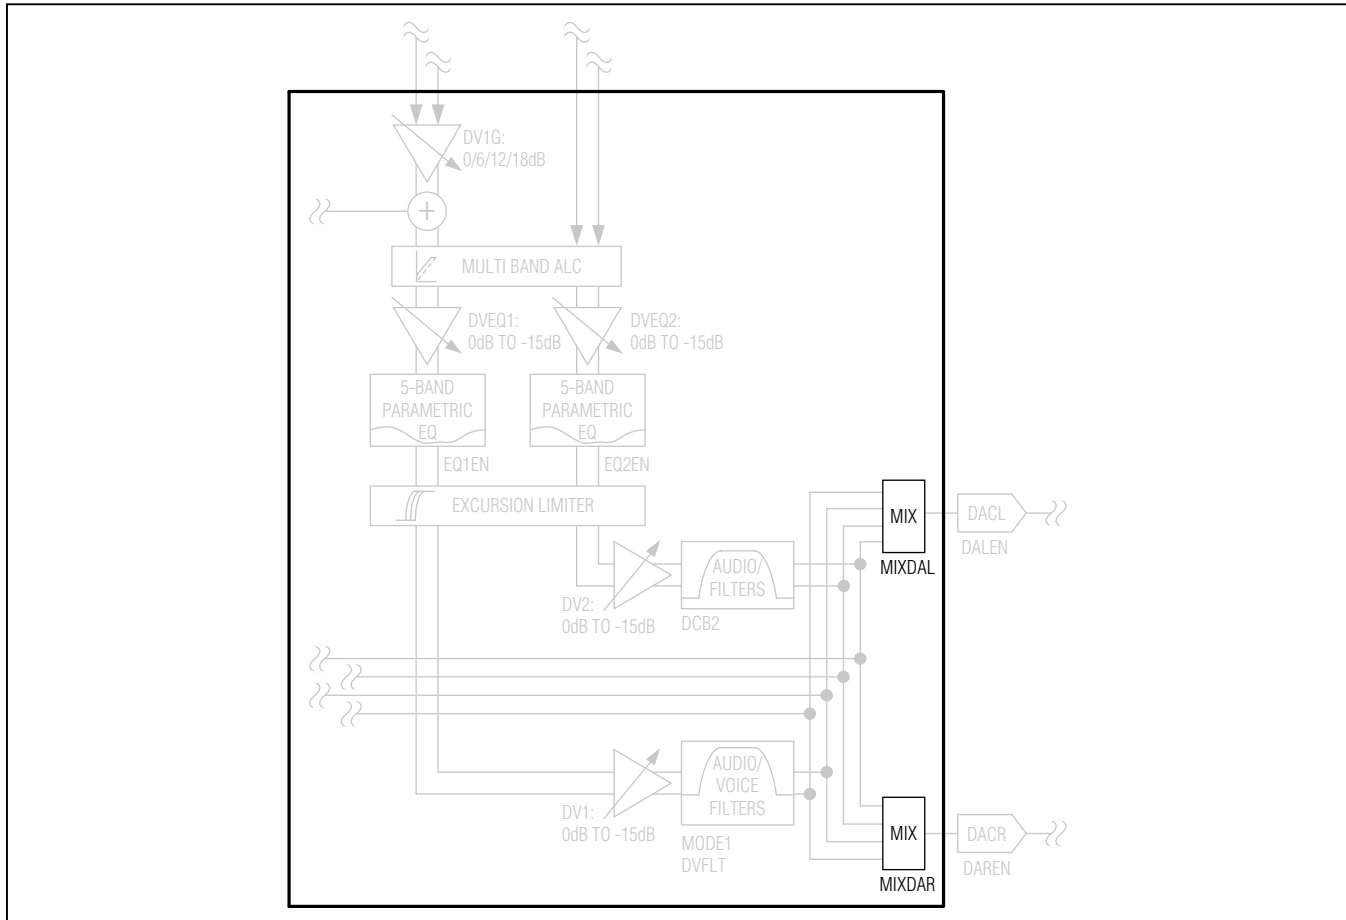 DV1G:
0/6/12/18dB
+
MULTI BAND ALC
DVEQ1:
0dB TO -15dB
DVEQ2:
0dB TO -15dB
5-BAND
PARAMETRIC
EQ
5-BAND
PARAMETRIC
EQ
EQ1EN
EQ2EN
EXCURSION LIMITER
MIX
MIXDAL
DACL
DALEN
AUDIO/
FILTERS
DCB2
DV2:
0dB TO -15dB
AUDIO/
VOICE
FILTERS
DV1:
0dB TO -15dB
MODE1
DVFLT
MIX
MIXDAR
DACR
DAREN